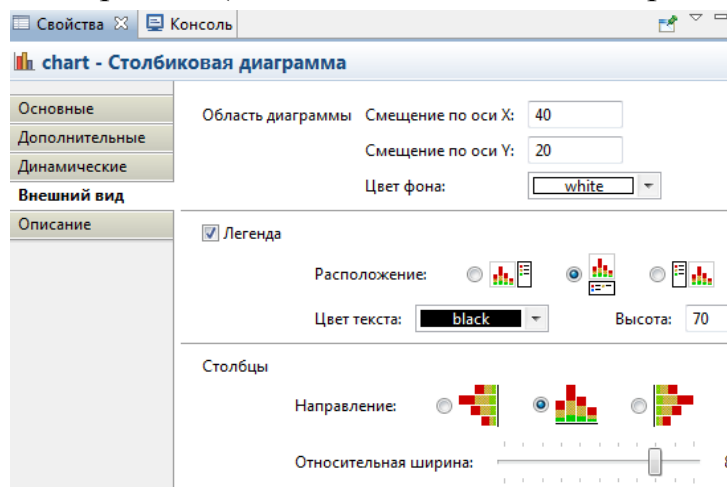 Свойства Консоль
chart - Столбиковая диаграмма
Основные
Дополнительные
Динамические
Внешний вид
Описание
Область диаграммы Смещение по оси X: 40
Смещение по оси Y: 20
Цвет фона: white
Легенда
Расположение:
Цвет текста: black Высота: 70
Столбцы
Направление:
Относительная ширина: